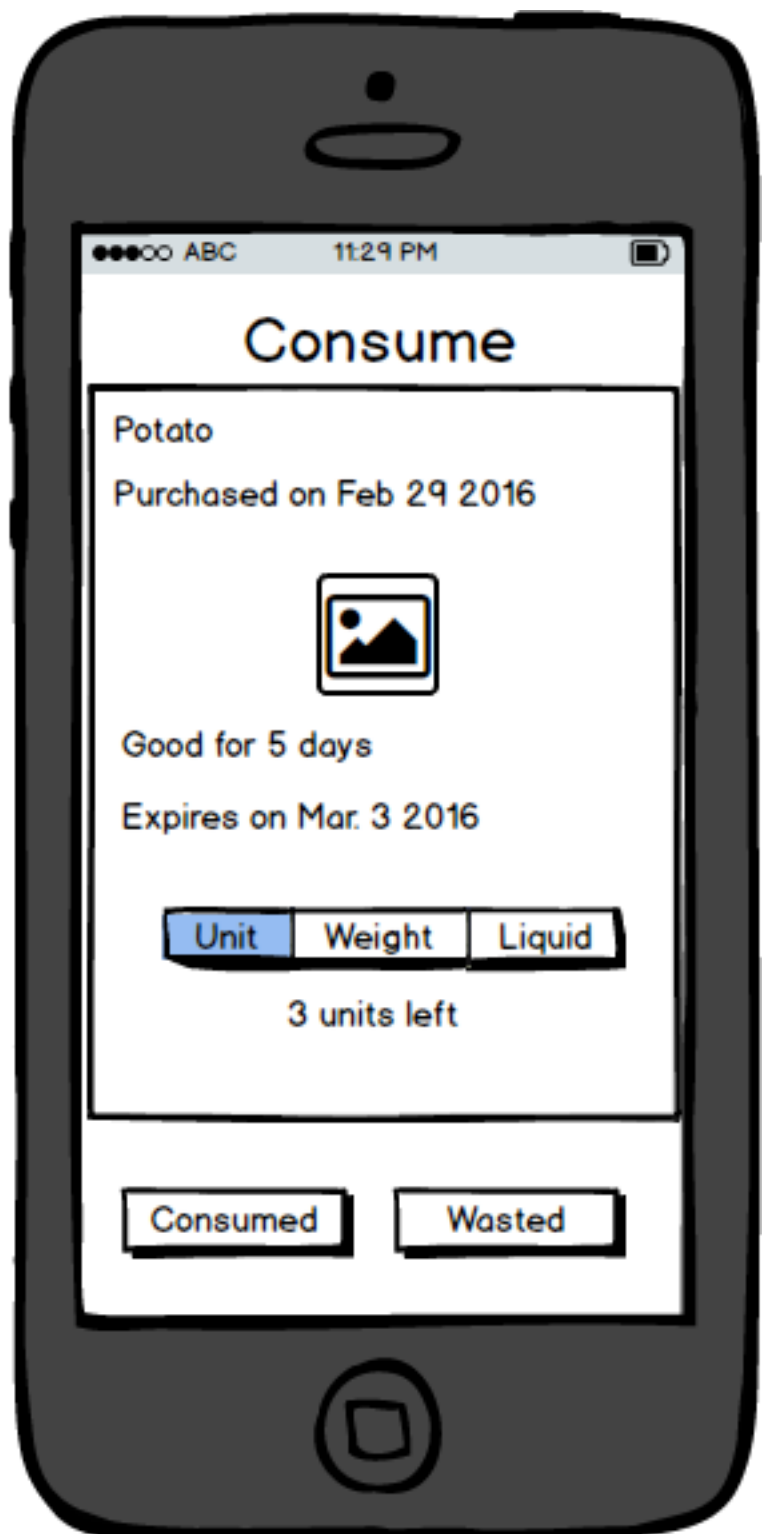 ABC 11:29 PM
Consume
Potato
Purchased on Feb 29 2016
Good for 5 days
Expires on Mar. 3 2016
Unit Weight Liquid
3 units left
Consumed Wasted